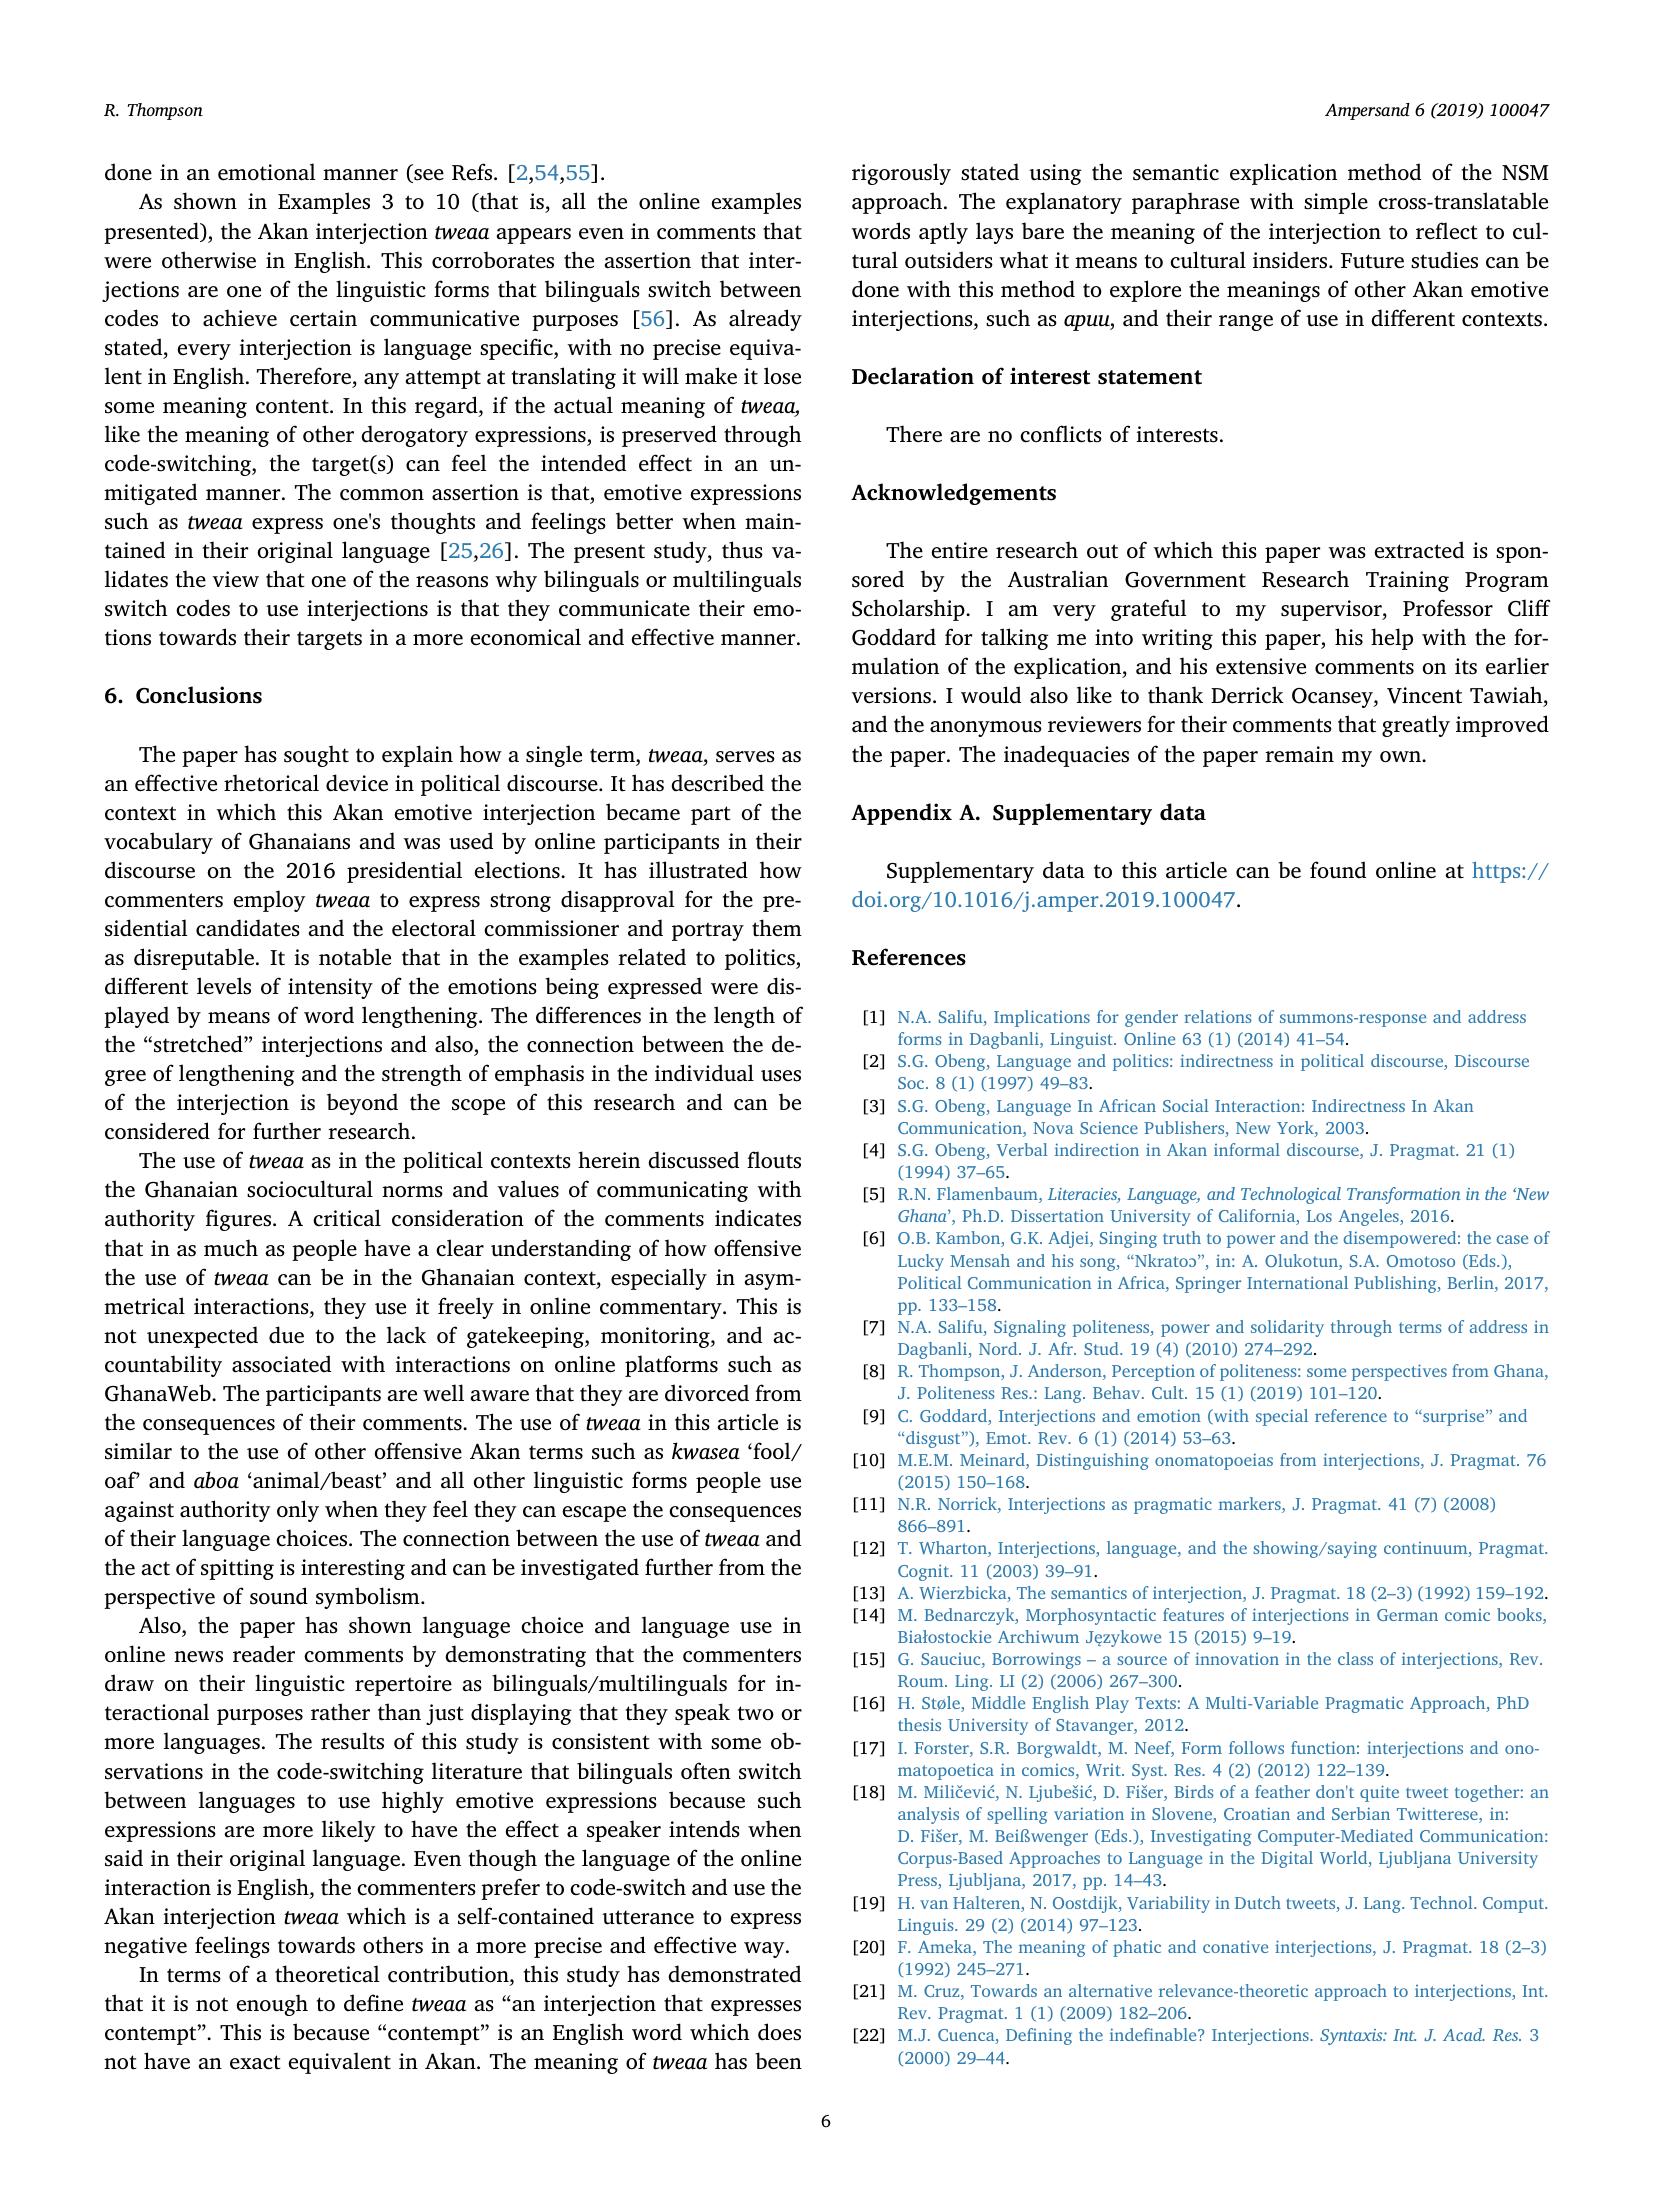 R. Thompson
Ampersand 6 (2019) 100047
done in an emotional manner (see Refs. [2,54,55].
As shown in Examples 3 to 10 (that is, all the online examples
presented), the Akan interjection tweaa appears even in comments that
were otherwise in English. This corroborates the assertion that inter-
jections are one of the linguistic forms that bilinguals switch between
codes to achieve certain communicative purposes [56]. As already
stated, every interjection is language specific, with no precise equiva-
lent in English. Therefore, any attempt at translating it will make it lose
some meaning content. In this regard, if the actual meaning of tweaa,
like the meaning of other derogatory expressions, is preserved through
code-switching, the target(s) can feel the intended effect in an un-
mitigated manner. The common assertion is that, emotive expressions
such as tweaa express one's thoughts and feelings better when main-
tained in their original language [25,26]. The present study, thus va-
lidates the view that one of the reasons why bilinguals or multilinguals
switch codes to use interjections is that they communicate their emo-
tions towards their targets in a more economical and effective manner.
6. Conclusions
The paper has sought to explain how a single term, tweaa, serves as
an effective rhetorical device in political discourse. It has described the
context in which this Akan emotive interjection became part of the
vocabulary of Ghanaians and was used by online participants in their
discourse on the 2016 presidential elections. It has illustrated how
commenters employ tweaa to express strong disapproval for the pre-
sidential candidates and the electoral commissioner and portray them
as disreputable. It is notable that in the examples related to politics,
different levels of intensity of the emotions being expressed were dis-
played by means of word lengthening. The differences in the length of
the “stretched” interjections and also, the connection between the de-
gree of lengthening and the strength of emphasis in the individual uses
of the interjection is beyond the scope of this research and can be
considered for further research.
The use of tweaa as in the political contexts herein discussed flouts
the Ghanaian sociocultural norms and values of communicating with
authority figures. A critical consideration of the comments indicates
that in as much as people have a clear understanding of how offensive
the use of tweaa can be in the Ghanaian context, especially in asym-
metrical interactions, they use it freely in online commentary. This is
not unexpected due to the lack of gatekeeping, monitoring, and ac-
countability associated with interactions on online platforms such as
GhanaWeb. The participants are well aware that they are divorced from
the consequences of their comments. The use of tweaa in this article is
similar to the use of other offensive Akan terms such as kwasea ‘fool/
oaf’ and aboa ‘animal/beast’ and all other linguistic forms people use
against authority only when they feel they can escape the consequences
of their language choices. The connection between the use of tweaa and
the act of spitting is interesting and can be investigated further from the
perspective of sound symbolism.
Also, the paper has shown language choice and language use in
online news reader comments by demonstrating that the commenters
draw on their linguistic repertoire as bilinguals/multilinguals for in-
teractional purposes rather than just displaying that they speak two or
more languages. The results of this study is consistent with some ob-
servations in the code-switching literature that bilinguals often switch
between languages to use highly emotive expressions because such
expressions are more likely to have the effect a speaker intends when
said in their original language. Even though the language of the online
interaction is English, the commenters prefer to code-switch and use the
Akan interjection tweaa which is a self-contained utterance to express
negative feelings towards others in a more precise and effective way.
In terms of a theoretical contribution, this study has demonstrated
that it is not enough to define tweaa as “an interjection that expresses
contempt”. This is because “contempt” is an English word which does
not have an exact equivalent in Akan. The meaning of tweaa has been
rigorously stated using the semantic explication method of the NSM
approach. The explanatory paraphrase with simple cross-translatable
words aptly lays bare the meaning of the interjection to reflect to cul-
tural outsiders what it means to cultural insiders. Future studies can be
done with this method to explore the meanings of other Akan emotive
interjections, such as apuu, and their range of use in different contexts.
Declaration of interest statement
There are no conflicts of interests.
Acknowledgements
The entire research out of which this paper was extracted is spon-
sored by the Australian Government Research Training Program
Scholarship. I am very grateful to my supervisor, Professor Cliff
Goddard for talking me into writing this paper, his help with the for-
mulation of the explication, and his extensive comments on its earlier
versions. I would also like to thank Derrick Ocansey, Vincent Tawiah,
and the anonymous reviewers for their comments that greatly improved
the paper. The inadequacies of the paper remain my own.
Appendix A. Supplementary data
Supplementary data to this article can be found online at https://
doi.org/10.1016/j.amper.2019.100047.
References
[1] N.A. Salifu, Implications for gender relations of summons-response and address
forms in Dagbanli, Linguist. Online 63 (1) (2014) 41–54.
[2] S.G. Obeng, Language and politics: indirectness in political discourse, Discourse
Soc. 8 (1) (1997) 49–83.
[3] S.G. Obeng, Language In African Social Interaction: Indirectness In Akan
Communication, Nova Science Publishers, New York, 2003.
[4] S.G. Obeng, Verbal indirection in Akan informal discourse, J. Pragmat. 21 (1)
(1994) 37–65.
[5] R.N. Flamenbaum, Literacies, Language, and Technological Transformation in the ‘New
Ghana’, Ph.D. Dissertation University of California, Los Angeles, 2016.
[6] O.B. Kambon, G.K. Adjei, Singing truth to power and the disempowered: the case of
Lucky Mensah and his song, “Nkratoɔ”, in: A. Olukotun, S.A. Omotoso (Eds.),
Political Communication in Africa, Springer International Publishing, Berlin, 2017,
pp. 133–158.
[7] N.A. Salifu, Signaling politeness, power and solidarity through terms of address in
Dagbanli, Nord. J. Afr. Stud. 19 (4) (2010) 274–292.
[8] R. Thompson, J. Anderson, Perception of politeness: some perspectives from Ghana,
J. Politeness Res.: Lang. Behav. Cult. 15 (1) (2019) 101–120.
[9] C. Goddard, Interjections and emotion (with special reference to “surprise” and
“disgust”), Emot. Rev. 6 (1) (2014) 53–63.
[10] M.E.M. Meinard, Distinguishing onomatopoeias from interjections, J. Pragmat. 76
(2015) 150–168.
[11] N.R. Norrick, Interjections as pragmatic markers, J. Pragmat. 41 (7) (2008)
866–891.
[12] T. Wharton, Interjections, language, and the showing/saying continuum, Pragmat.
Cognit. 11 (2003) 39–91.
[13] A. Wierzbicka, The semantics of interjection, J. Pragmat. 18 (2–3) (1992) 159–192.
[14] M. Bednarczyk, Morphosyntactic features of interjections in German comic books,
Białostockie Archiwum Językowe 15 (2015) 9–19.
[15] G. Sauciuc, Borrowings – a source of innovation in the class of interjections, Rev.
Roum. Ling. LI (2) (2006) 267–300.
[16] H. Støle, Middle English Play Texts: A Multi-Variable Pragmatic Approach, PhD
thesis University of Stavanger, 2012.
[17] I. Forster, S.R. Borgwaldt, M. Neef, Form follows function: interjections and ono-
matopoetica in comics, Writ. Syst. Res. 4 (2) (2012) 122–139.
[18] M. Miličević, N. Ljubešić, D. Fišer, Birds of a feather don't quite tweet together: an
analysis of spelling variation in Slovene, Croatian and Serbian Twitterese, in:
D. Fišer, M. Beißwenger (Eds.), Investigating Computer-Mediated Communication:
Corpus-Based Approaches to Language in the Digital World, Ljubljana University
Press, Ljubljana, 2017, pp. 14–43.
[19] H. van Halteren, N. Oostdijk, Variability in Dutch tweets, J. Lang. Technol. Comput.
Linguis. 29 (2) (2014) 97–123.
[20] F. Ameka, The meaning of phatic and conative interjections, J. Pragmat. 18 (2–3)
(1992) 245–271.
[21] M. Cruz, Towards an alternative relevance-theoretic approach to interjections, Int.
Rev. Pragmat. 1 (1) (2009) 182–206.
[22] M.J. Cuenca, Defining the indefinable? Interjections. Syntaxis: Int. J. Acad. Res. 3
(2000) 29–44.
6